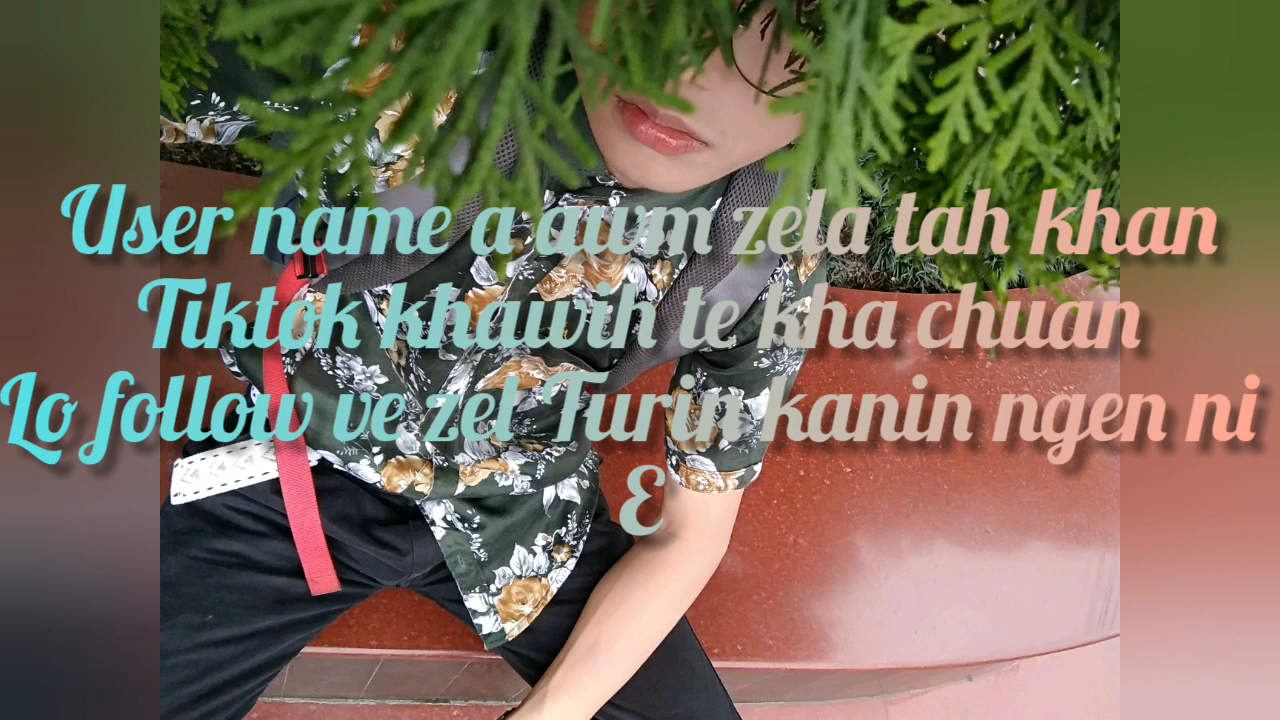 User name a awm zela tah khan
Tiktok khawih te kha chuan
Lo follow ve zel Turin kanin ngen ni
E